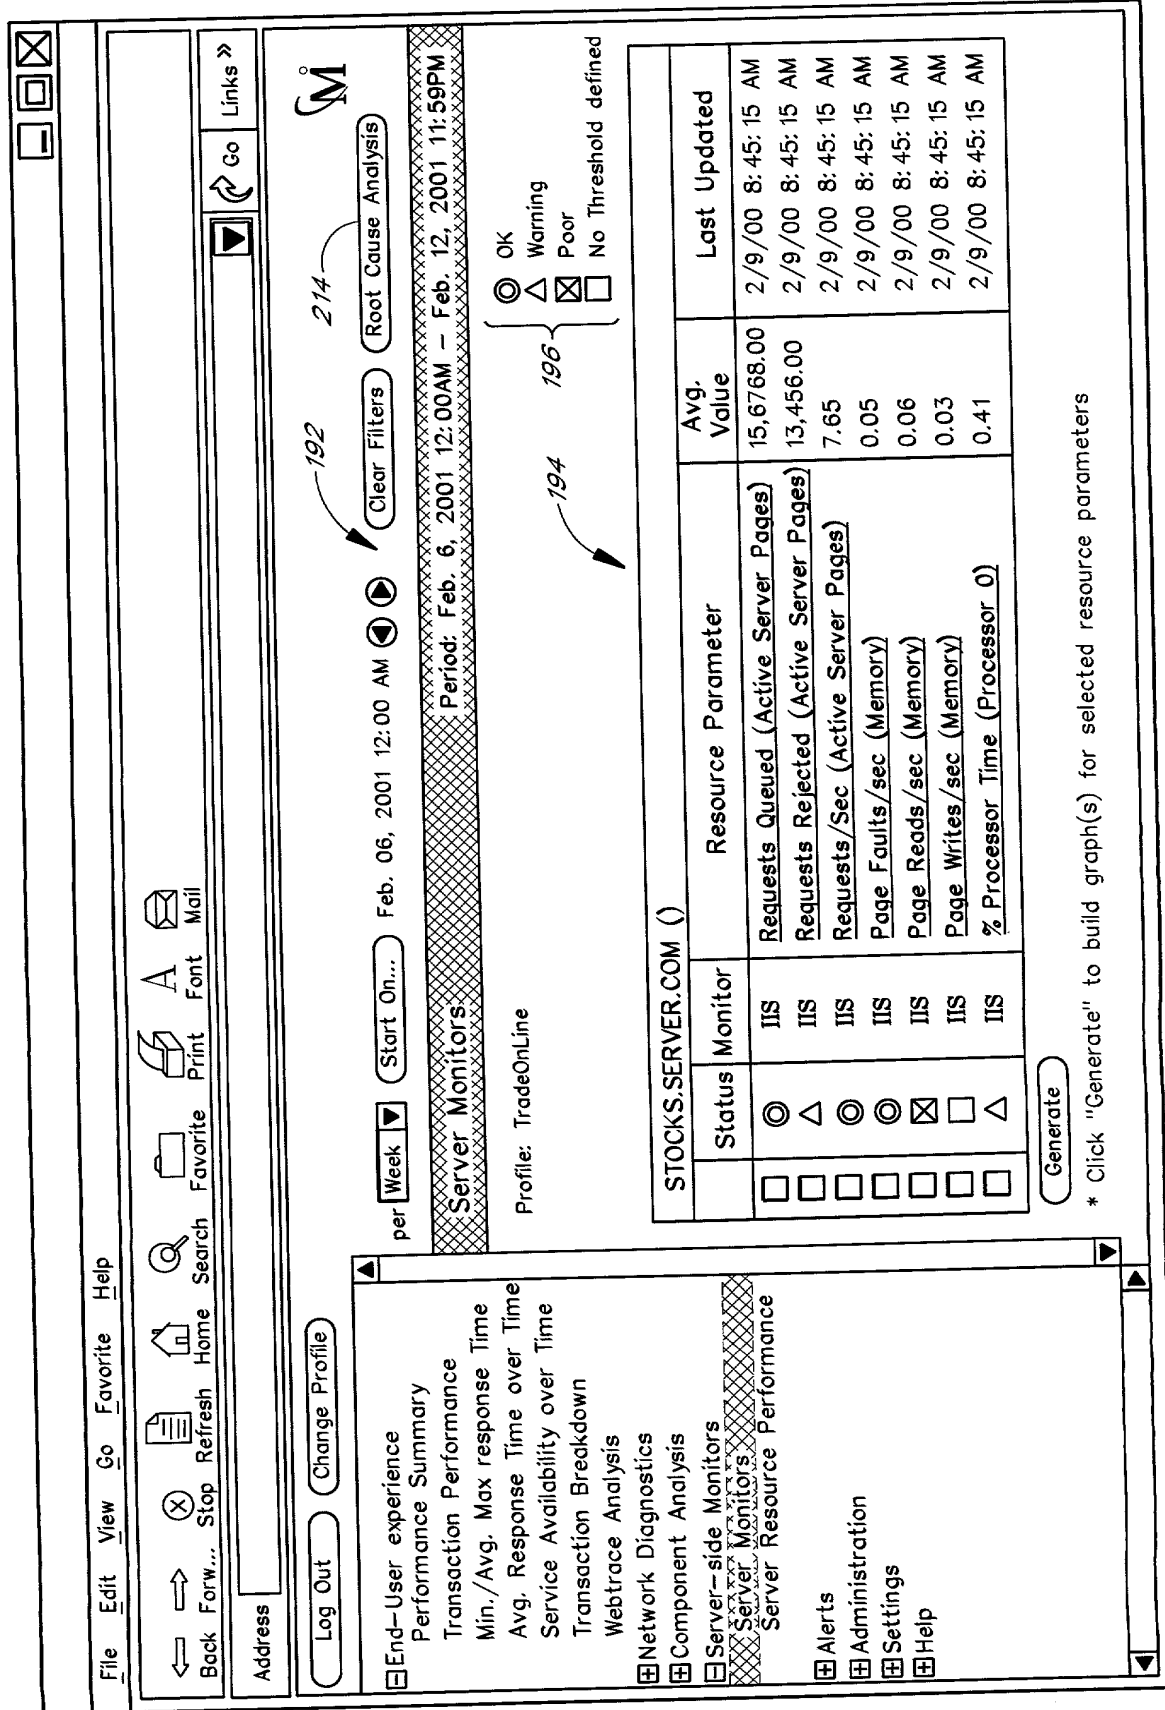 File Edit View Go Favorite Help
Back Forw... Stop Refresh Home Search Favorite Print Font Mail
Address Go Links »
Log Out Change Profile
per Week Start On... Feb. 06, 2001 12:00 AM Clear Filters Root Cause Analysis M
192
214
Server Monitors Period: Feb. 6, 2001 12:00AM – Feb. 12, 2001 11:59PM
End–User experience
Performance Summary
Transaction Performance
Min./Avg. Max response Time
Avg. Response Time over Time
Service Availability over Time
Transaction Breakdown
Webtrace Analysis
Network Diagnostics
Component Analysis
Server–side Monitors
Server Monitors
Server Resource Performance
Alerts
Administration
Settings
Help
Profile: TradeOnLine
196
OK
Warning
Poor
No Threshold defined
194
STOCKS.SERVER.COM ()
Status Monitor Resource Parameter Avg. Value Last Updated
IIS Requests Queued (Active Server Pages) 15,6768.00 2/9/00 8:45:15 AM
IIS Requests Rejected (Active Server Pages) 13,456.00 2/9/00 8:45:15 AM
IIS Requests/Sec (Active Server Pages) 7.65 2/9/00 8:45:15 AM
IIS Page Faults/sec (Memory) 0.05 2/9/00 8:45:15 AM
IIS Page Reads/sec (Memory) 0.06 2/9/00 8:45:15 AM
IIS Page Writes/sec (Memory) 0.03 2/9/00 8:45:15 AM
IIS % Processor Time (Processor 0) 0.41 2/9/00 8:45:15 AM
Generate
* Click "Generate" to build graph(s) for selected resource parameters